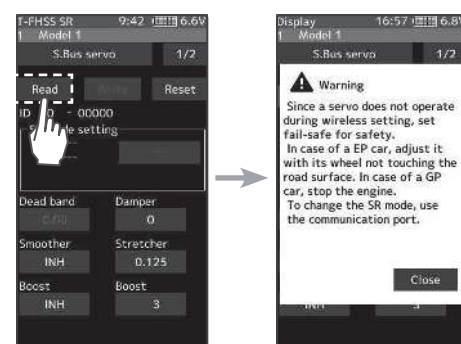 T-FHSS SR 9:42 6.6V
1 Model 1
S.Bus servo 1/2
Read Write Reset
ID - 00000
setting
Dead band Damper
0.00 0
Smoother Stretcher
INH 0.125
Boost Boost
INH 3
Display 16:57 6.8V
1 Model 1
S.Bus servo 1/2
Warning
Since a servo does not operate
during wireless setting, set
fail-safe for safety.
In case of a EP car, adjust it
with its wheel not touching the
road surface. In case of a GP
car, stop the engine.
To change the SR mode, use
the communication port.
Close
INH 3